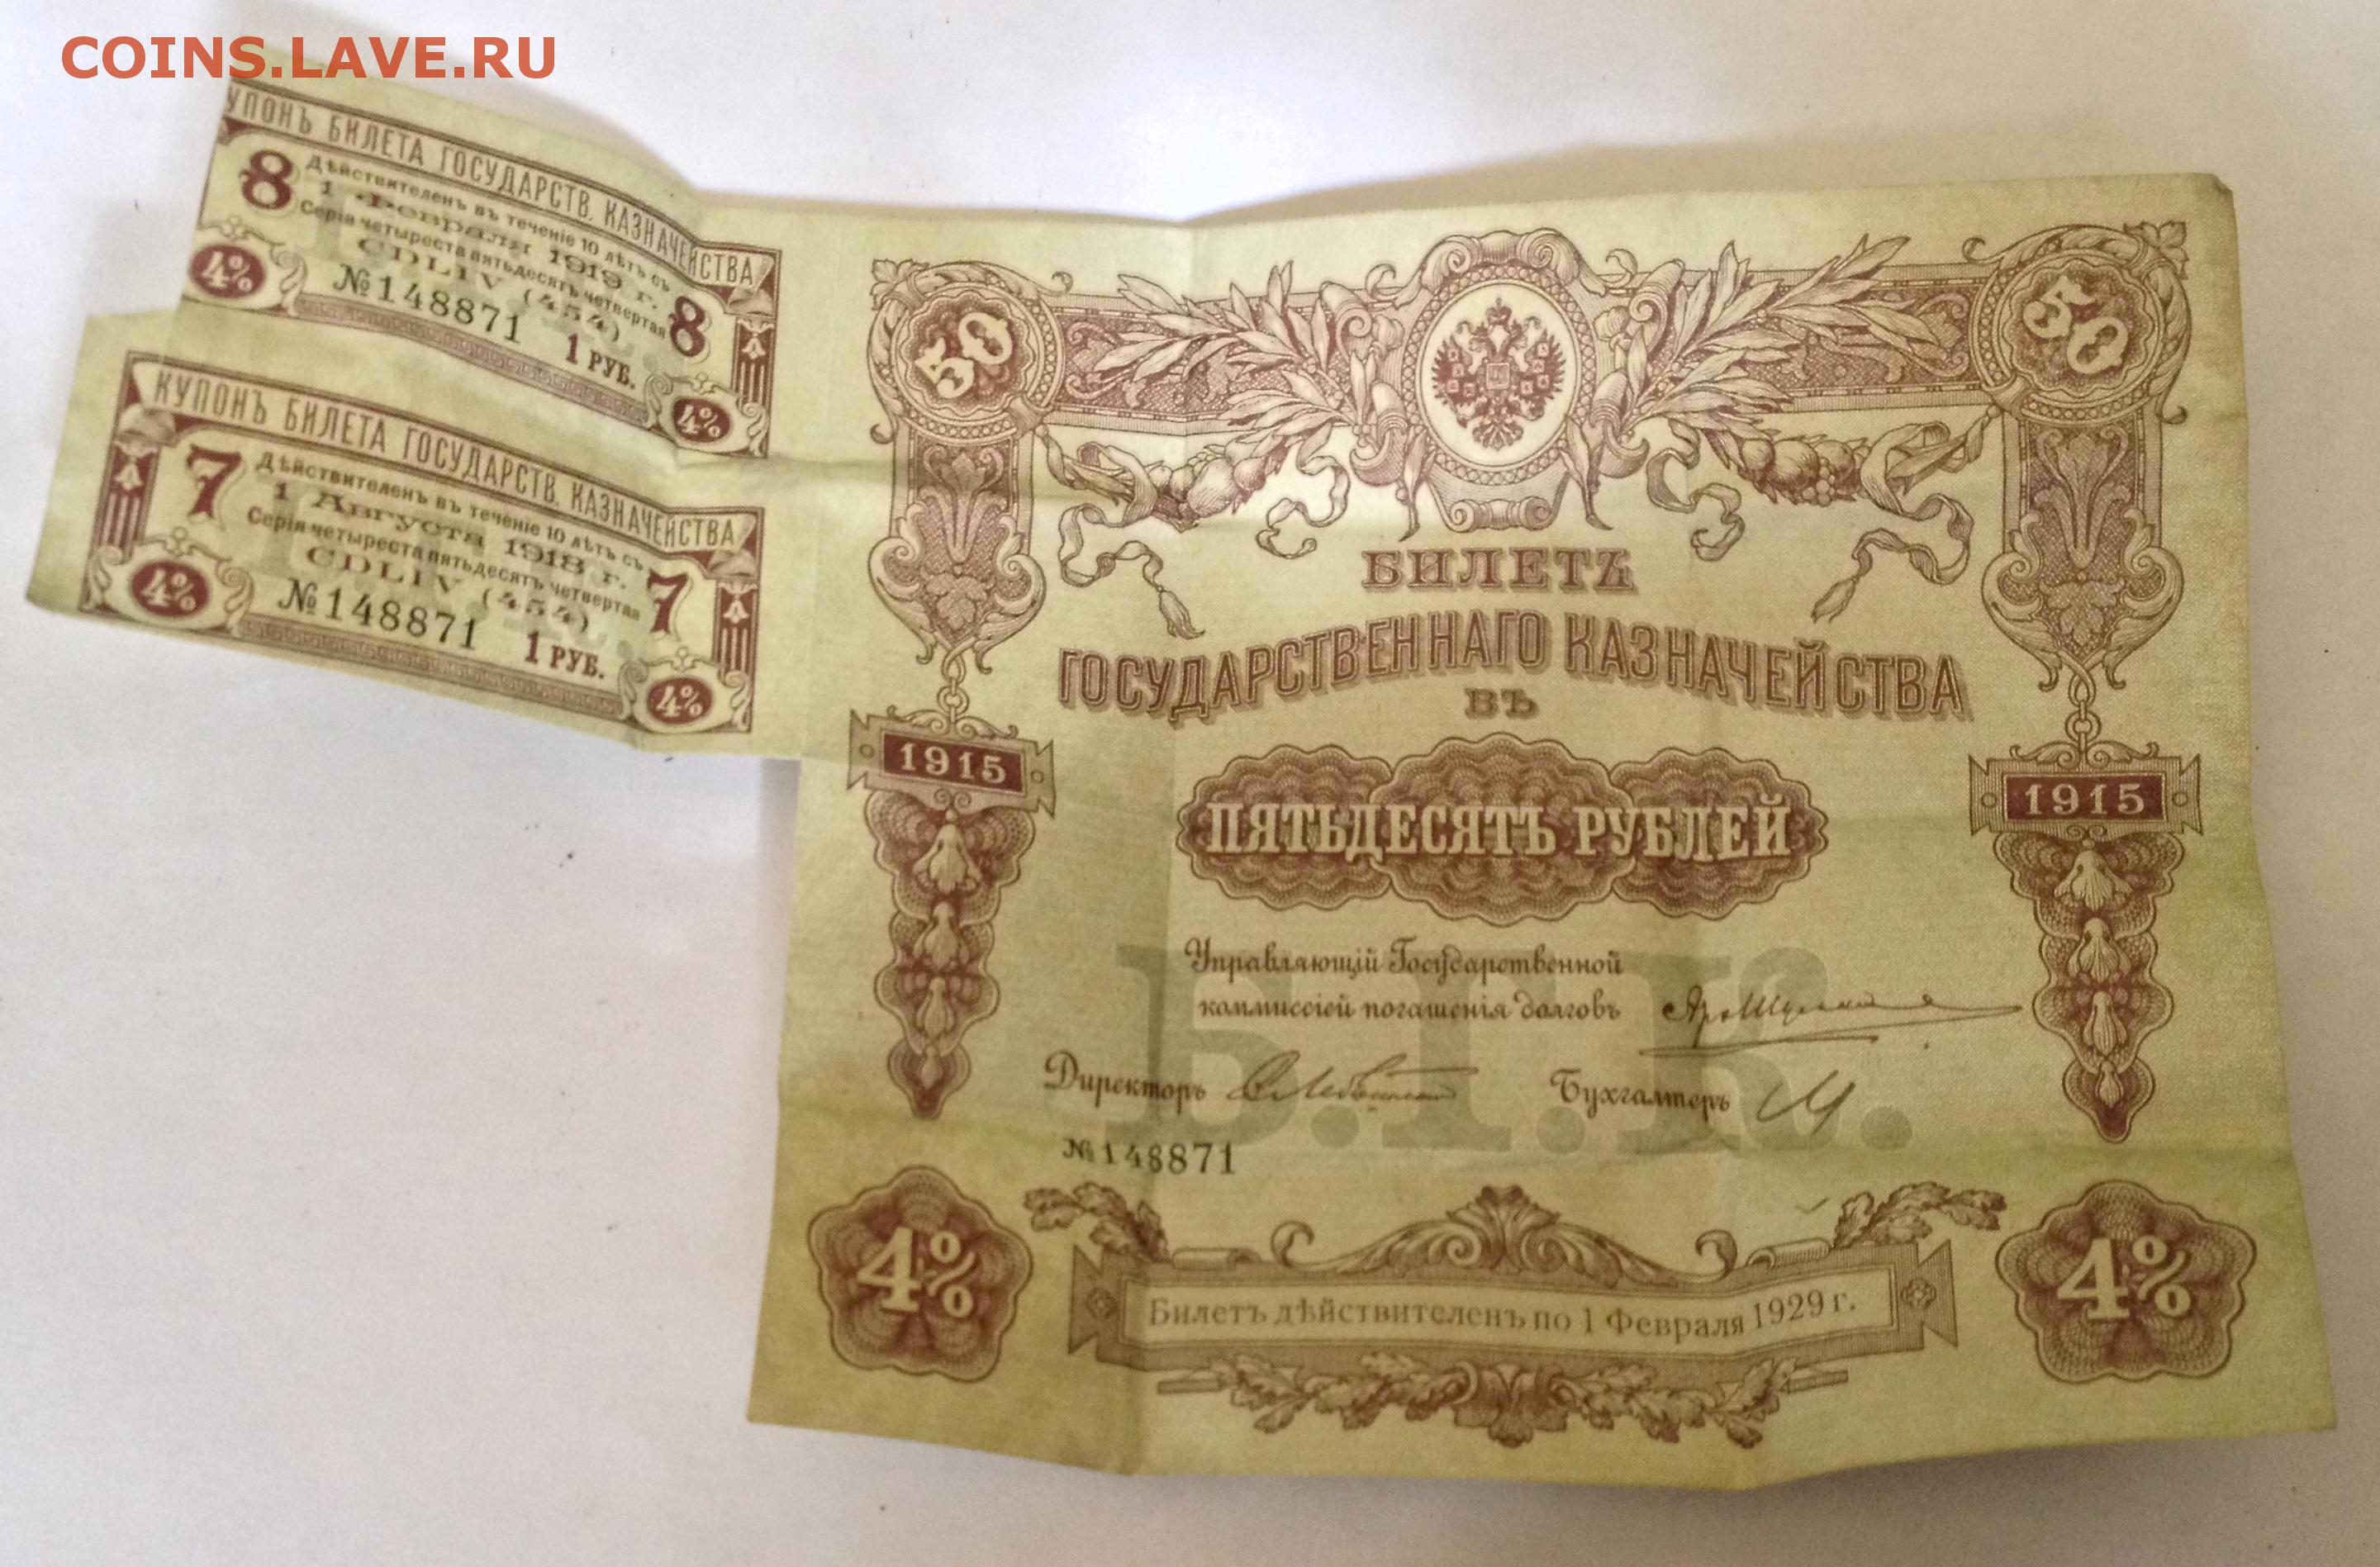 COINS.LAVE.RU
УПОНЪ БИЛЕТА ГОСУДАРСТВ. КАЗНАЧЕЙСТВА
8 Дѣйствителенъ въ теченіе 10 лѣтъ съ
1 Февраля 1919 г.
Серія четыреста пятьдесятъ четвертая 8
CDLIV (454)
4% №148871 1 РУБ. 4%
КУПОНЪ БИЛЕТА ГОСУДАРСТВ. КАЗНАЧЕЙСТВА
7 Дѣйствителенъ въ теченіе 10 лѣтъ съ
1 Августа 1918 г.
Серія четыреста пятьдесятъ четвертая 7
CDLIV (454)
4% №148871 1 РУБ. 4%
50 50
БИЛЕТЪ
ГОСУДАРСТВЕННАГО КАЗНАЧЕЙСТВА
ВЪ
1915 1915
ПЯТЬДЕСЯТЪ РУБЛЕЙ
Управляющій Государственной
коммиссіей погашенія долговъ
Директоръ Бухгалтеръ
Б.Г.К.
№148871
4% 4%
Билетъ дѣйствителенъ по 1 Февраля 1929 г.